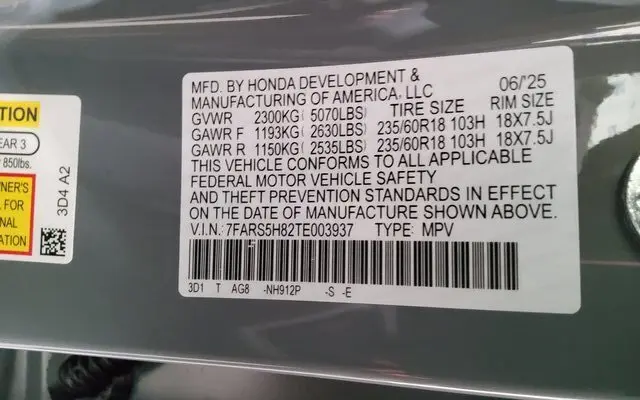 TION
EAR 3
850lbs.
NER'S
FOR
NAL
ATION
3D4 A2
MFD. BY HONDA DEVELOPMENT &
MANUFACTURING OF AMERICA, LLC 06/'25
GVWR 2300KG( 5070LBS) TIRE SIZE RIM SIZE
GAWR F 1193KG( 2630LBS) 235/60R18 103H 18X7.5J
GAWR R 1150KG( 2535LBS) 235/60R18 103H 18X7.5J
THIS VEHICLE CONFORMS TO ALL APPLICABLE
FEDERAL MOTOR VEHICLE SAFETY
AND THEFT PREVENTION STANDARDS IN EFFECT
ON THE DATE OF MANUFACTURE SHOWN ABOVE.
V.I.N.:7FARS5H82TE003937 TYPE: MPV
3D1 T AG8 -NH912P -S -E